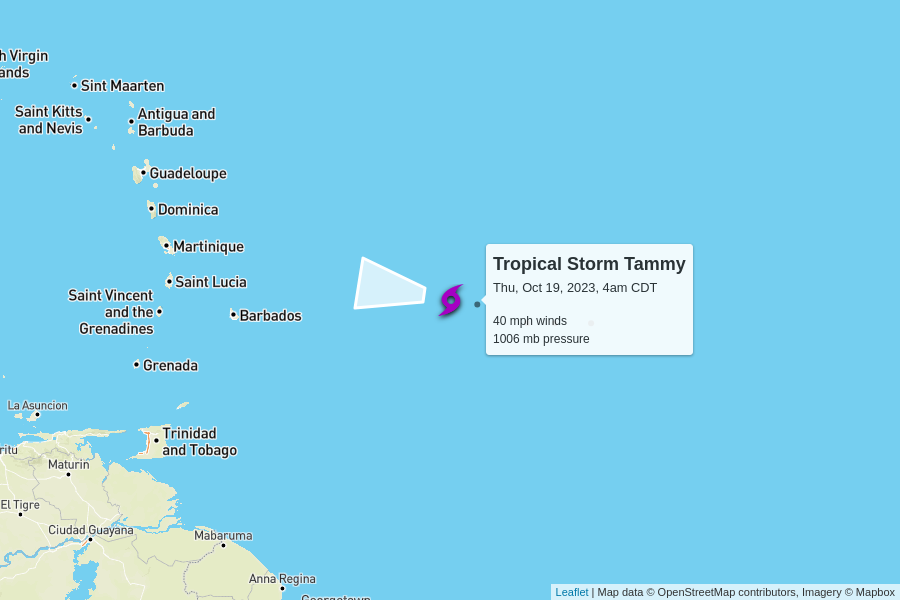 h Virgin
ands
Sint Maarten
Saint Kitts
and Nevis
Antigua and
Barbuda
Guadeloupe
Dominica
Martinique
Saint Lucia
Saint Vincent
and the
Grenadines
Barbados
Grenada
Tropical Storm Tammy
Thu, Oct 19, 2023, 4am CDT
40 mph winds
1006 mb pressure
La Asuncion
Trinidad
and Tobago
ritu
Maturin
El Tigre
Ciudad Guayana
Mabaruma
Anna Regina
Georgetown
Leaflet | Map data © OpenStreetMap contributors, Imagery © Mapbox